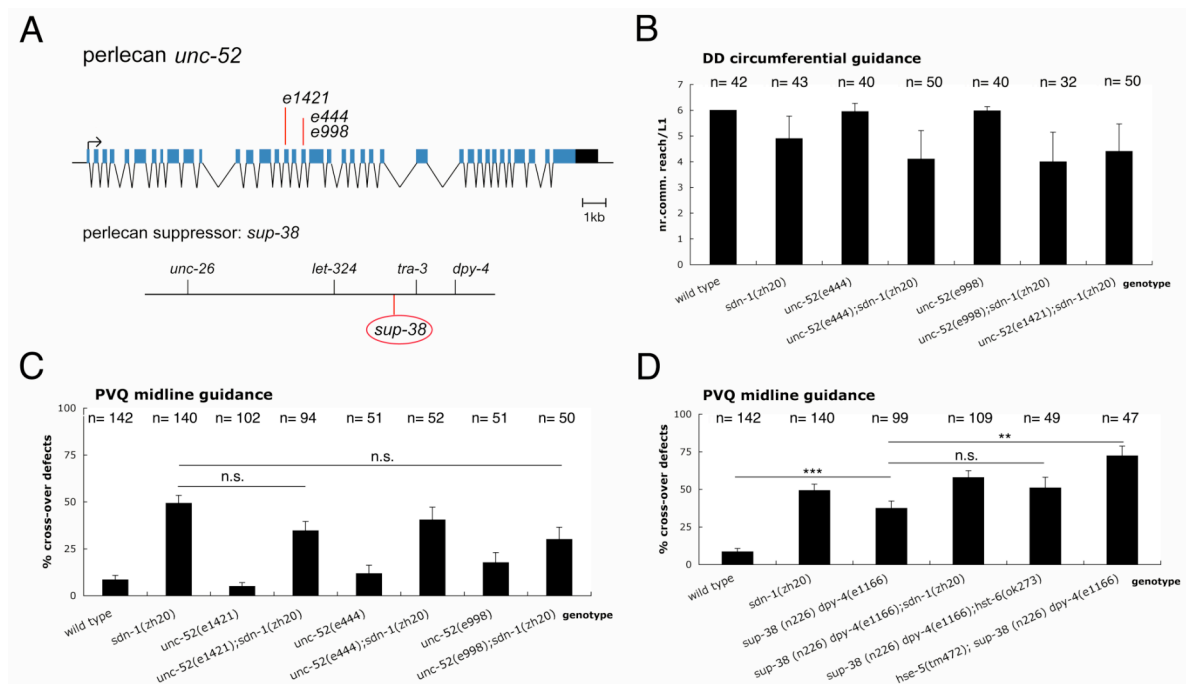 A
perlecan unc-52
e1421
e444
e998
1kb
perlecan suppressor: sup-38
unc-26
let-324
tra-3
dpy-4
sup-38
B
DD circumferential guidance
n= 42
n= 43
n= 40
n= 50
n= 40
n= 32
n= 50
nr.comm. reach/L1
7
6
5
4
3
2
1
0
wild type
sdn-1(zh20)
unc-52(e444)
unc-52(e444);sdn-1(zh20)
unc-52(e998)
unc-52(e998);sdn-1(zh20)
unc-52(e1421);sdn-1(zh20)
genotype
C
PVQ midline guidance
n= 142
n= 140
n= 102
n= 94
n= 51
n= 52
n= 51
n= 50
% cross-over defects
100
75
50
25
0
n.s.
n.s.
wild type
sdn-1(zh20)
unc-52(e1421)
unc-52(e1421);sdn-1(zh20)
unc-52(e444)
unc-52(e444);sdn-1(zh20)
unc-52(e998)
unc-52(e998);sdn-1(zh20)
genotype
D
PVQ midline guidance
n= 142
n= 140
n= 99
n= 109
n= 49
n= 47
% cross-over defects
100
75
50
25
0
**
n.s.
***
wild type
sdn-1(zh20)
sup-38 (n226) dpy-4(e1166)
sup-38 (n226) dpy-4(e1166);sdn-1(zh20)
sup-38 (n226) dpy-4(e1166);hst-6(ok273)
hse-5(tm472); sup-38 (n226) dpy-4(e1166)
genotype